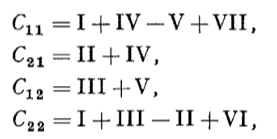 C₁₁ = I + IV − V + VII,
C₂₁ = II + IV,
C₁₂ = III + V,
C₂₂ = I + III − II + VI,